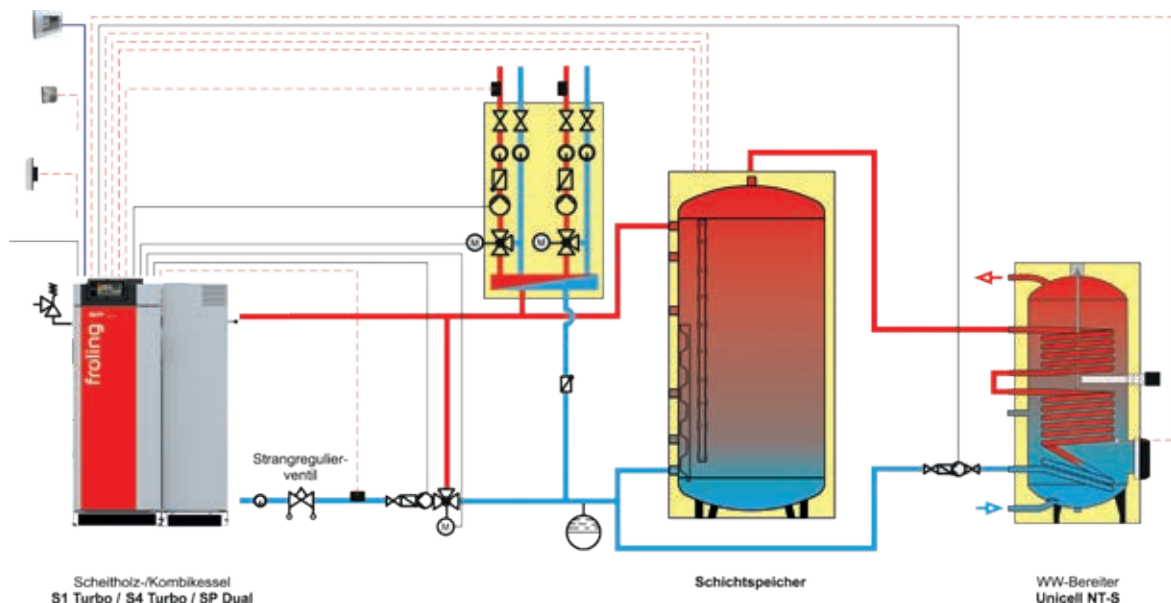 froling
M
M
Strangregulier-
ventil
M
Scheitholz-/Kombikessel
S1 Turbo / S4 Turbo / SP Dual
Schichtspeicher
WW-Bereiter
Unicell NT-S